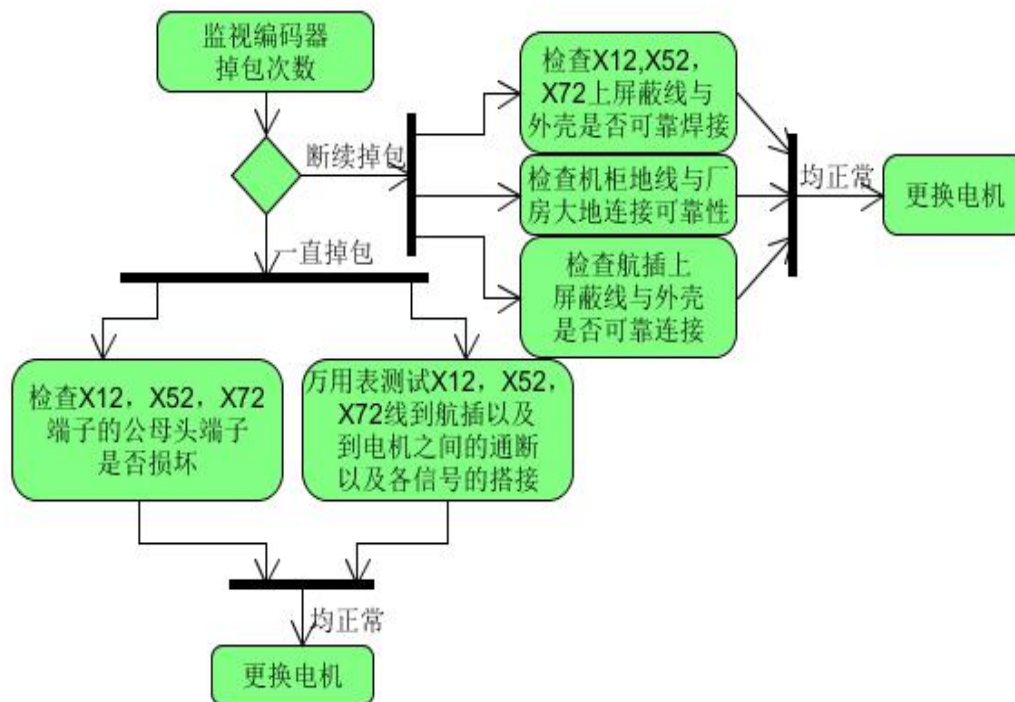 监视编码器
掉包次数
断续掉包
检查X12,X52，
X72上屏蔽线与
外壳是否可靠焊接
检查机柜地线与厂
房大地连接可靠性
检查航插上
屏蔽线与外壳
是否可靠连接
均正常
更换电机
一直掉包
检查X12，X52，X72
端子的公母头端子
是否损坏
万用表测试X12，X52，
X72线到航插以及
到电机之间的通断
以及各信号的搭接
均正常
更换电机